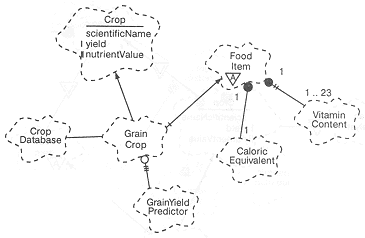 Crop
scientificName
yield
nutrientValue
Food
Item
A
1
1
1 .. 23
Vitamin
Content
Crop
Database
Grain
Crop
1
Caloric
Equivalent
GrainYield
Predictor